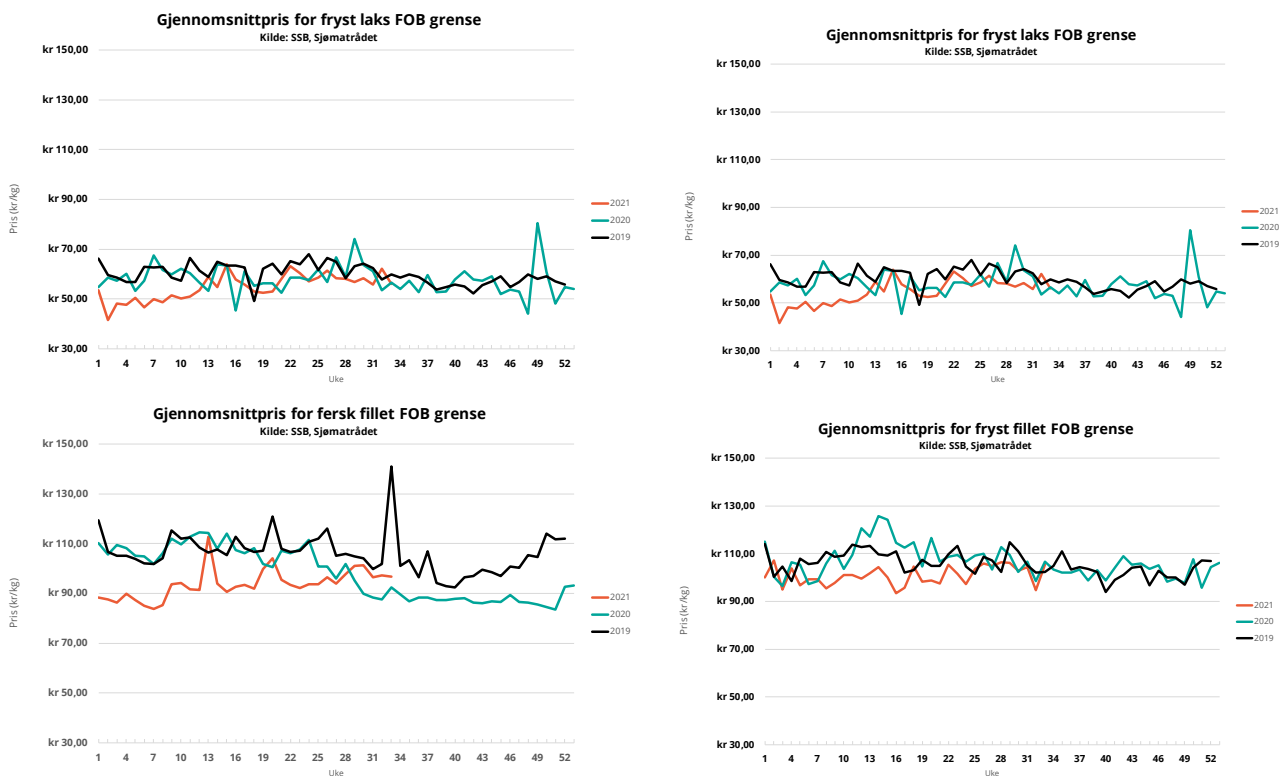 Gjennomsnittpris for fryst laks FOB grense
Kilde: SSB, Sjømatrådet
kr 150,00
kr 130,00
kr 110,00
kr 90,00
kr 70,00
kr 50,00
kr 30,00
Pris (kr/kg)
1 4 7 10 13 16 19 22 25 28 31 34 37 40 43 46 49 52
Uke
2021
2020
2019
Gjennomsnittpris for fryst laks FOB grense
Kilde: SSB, Sjømatrådet
kr 150,00
kr 130,00
kr 110,00
kr 90,00
kr 70,00
kr 50,00
kr 30,00
Pris (kr/kg)
1 4 7 10 13 16 19 22 25 28 31 34 37 40 43 46 49 52
Uke
2021
2020
2019
Gjennomsnittpris for fersk fillet FOB grense
Kilde: SSB, Sjømatrådet
kr 150,00
kr 130,00
kr 110,00
kr 90,00
kr 70,00
kr 50,00
kr 30,00
Pris (kr/kg)
1 4 7 10 13 16 19 22 25 28 31 34 37 40 43 46 49 52
Uke
2021
2020
2019
Gjennomsnittpris for fryst fillet FOB grense
Kilde: SSB, Sjømatrådet
kr 150,00
kr 130,00
kr 110,00
kr 90,00
kr 70,00
kr 50,00
kr 30,00
Pris (kr/kg)
1 4 7 10 13 16 19 22 25 28 31 34 37 40 43 46 49 52
Uke
2021
2020
2019